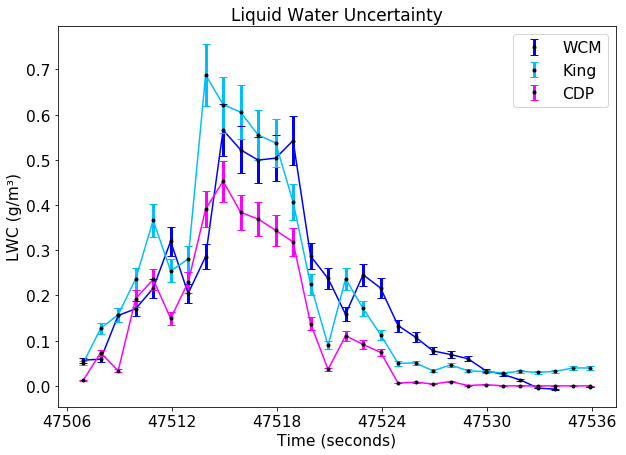 Liquid Water Uncertainty
WCM
King
CDP
LWC (g/m³)
0.7
0.6
0.5
0.4
0.3
0.2
0.1
0.0
47506 47512 47518 47524 47530 47536
Time (seconds)